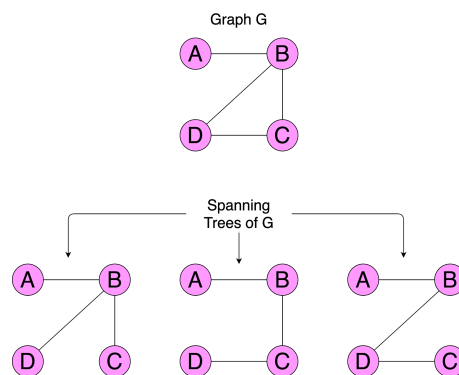 Graph G
A B
D C
Spanning
Trees of G
A B A B A B
D C D C D C